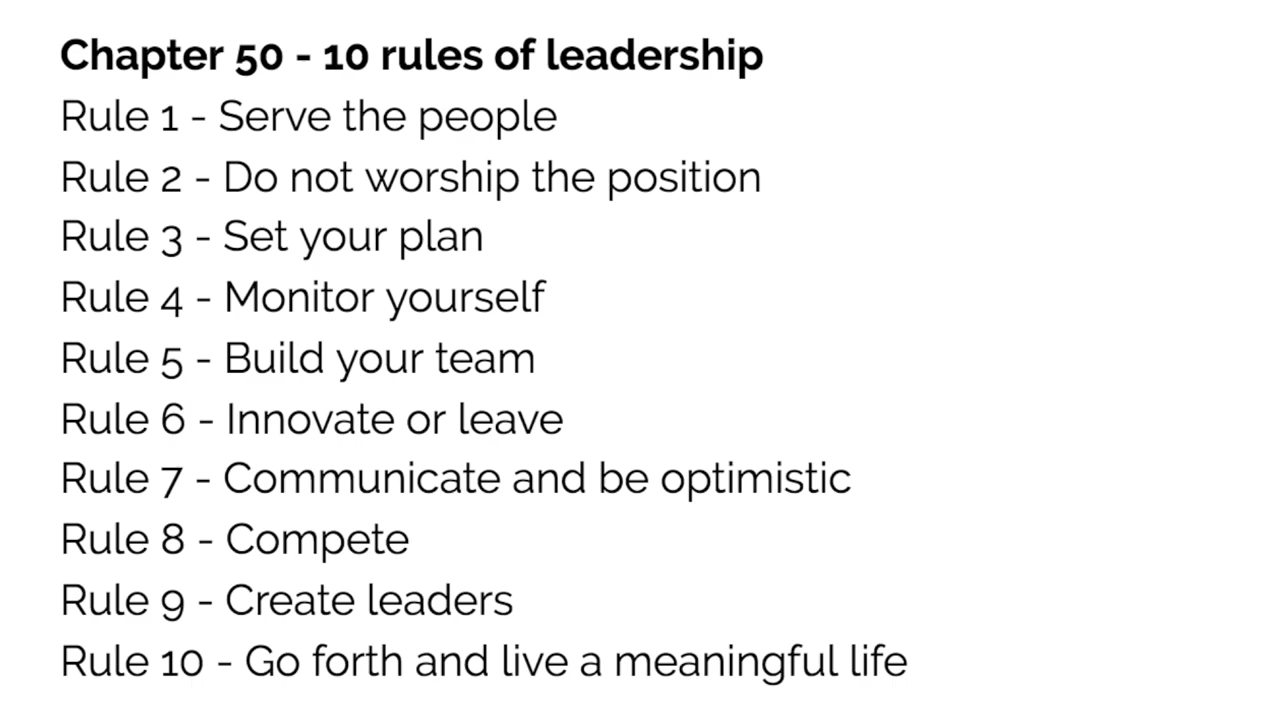 Chapter 50 - 10 rules of leadership
Rule 1 - Serve the people
Rule 2 - Do not worship the position
Rule 3 - Set your plan
Rule 4 - Monitor yourself
Rule 5 - Build your team
Rule 6 - Innovate or leave
Rule 7 - Communicate and be optimistic
Rule 8 - Compete
Rule 9 - Create leaders
Rule 10 - Go forth and live a meaningful life